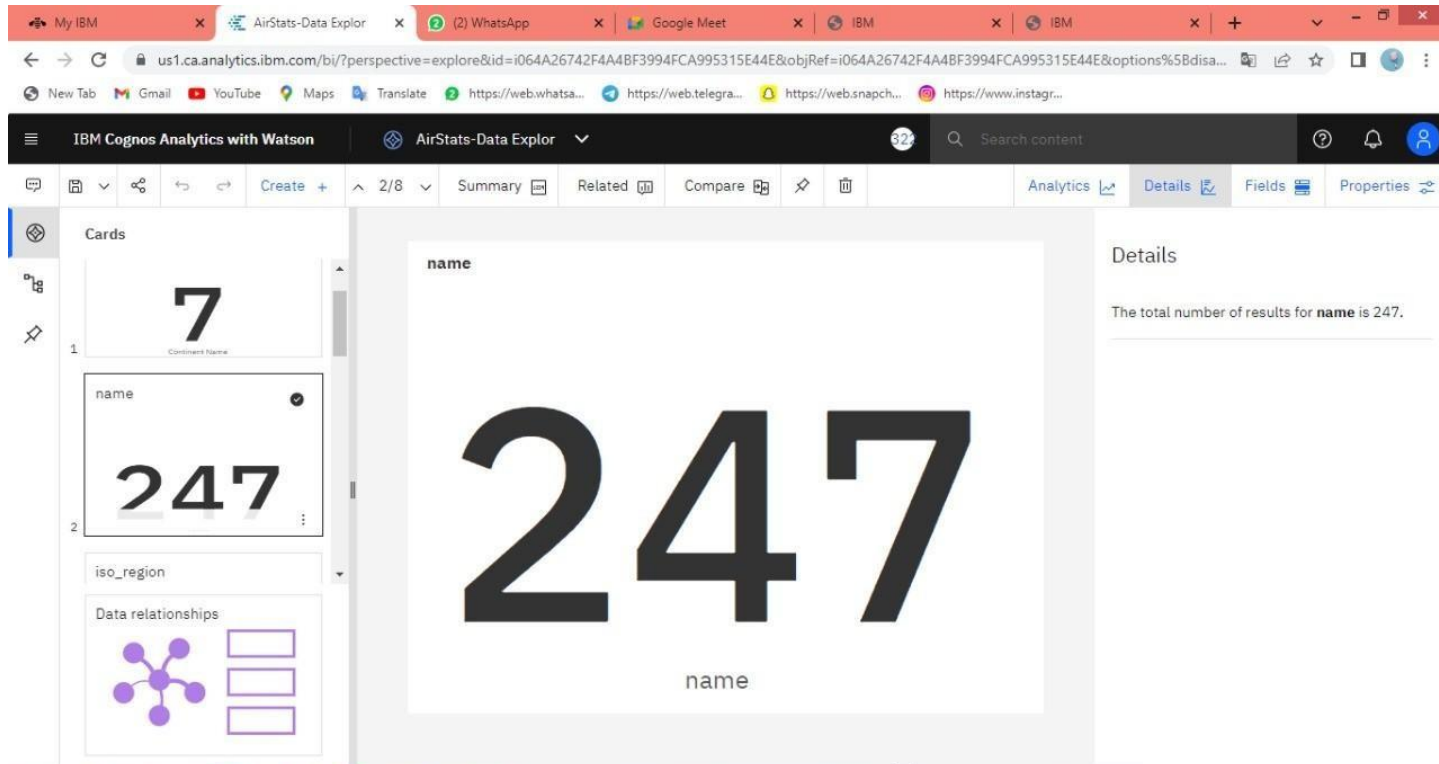 My IBM AirStats-Data Explor (2) WhatsApp Google Meet IBM IBM
us1.ca.analytics.ibm.com/bi/?perspective=explore&id=i064A26742F4A4BF3994FCA995315E44E&objRef=i064A26742F4A4BF3994FCA995315E44E&options%5Bdisa...
New Tab Gmail YouTube Maps Translate https://web.whatsa... https://web.telegra... https://web.snapch... https://www.instagr...
IBM Cognos Analytics with Watson AirStats-Data Explor Search content
Create + 2/8 Summary Related Compare Analytics Details Fields Properties
Cards
7
Continent Name
1
name
247
2
iso_region
Data relationships
name
247
name
Details
The total number of results for name is 247.